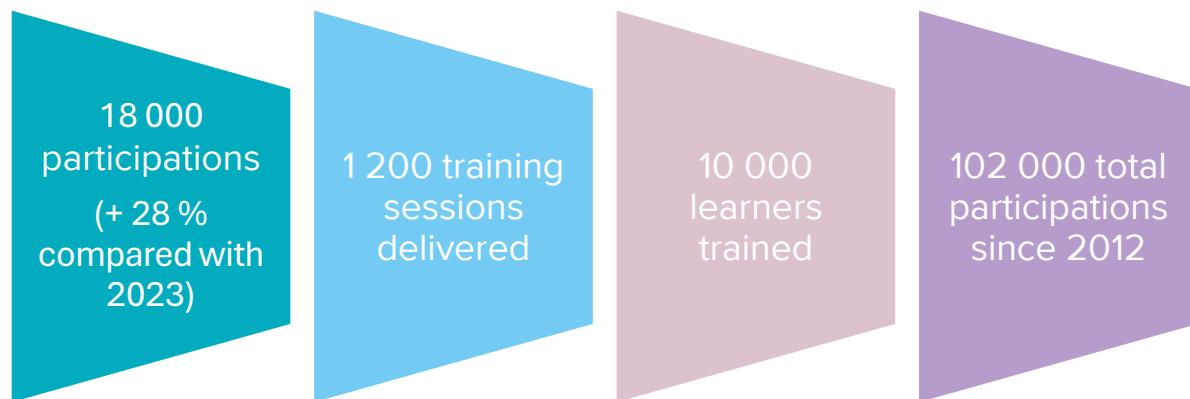 18 000
participations
(+ 28 %
compared with
2023)
1 200 training
sessions
delivered
10 000
learners
trained
102 000 total
participations
since 2012